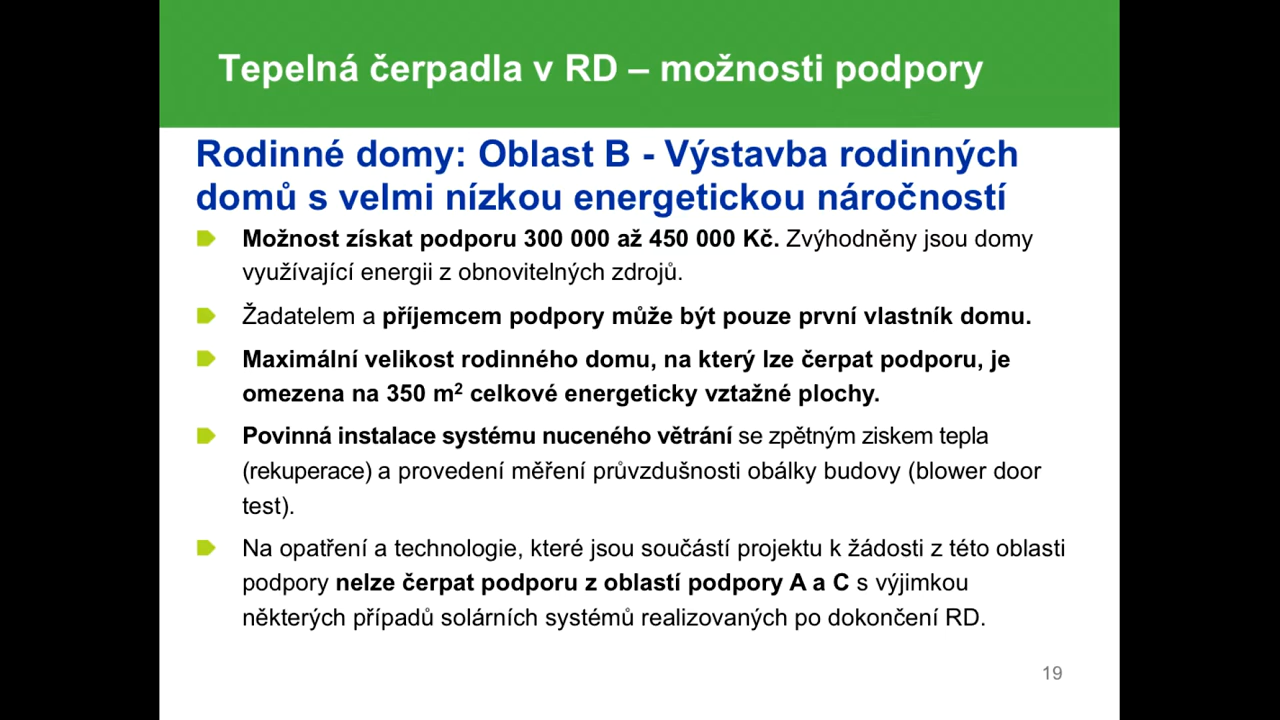 Tepelná čerpadla v RD – možnosti podpory
Rodinné domy: Oblast B - Výstavba rodinných
domů s velmi nízkou energetickou náročností
Možnost získat podporu 300 000 až 450 000 Kč. Zvýhodněny jsou domy
využívající energii z obnovitelných zdrojů.
Žadatelem a příjemcem podpory může být pouze první vlastník domu.
Maximální velikost rodinného domu, na který lze čerpat podporu, je
omezena na 350 m² celkové energeticky vztažné plochy.
Povinná instalace systému nuceného větrání se zpětným ziskem tepla
(rekuperace) a provedení měření průvzdušnosti obálky budovy (blower door
test).
Na opatření a technologie, které jsou součástí projektu k žádosti z této oblasti
podpory nelze čerpat podporu z oblastí podpory A a C s výjimkou
některých případů solárních systémů realizovaných po dokončení RD.
19